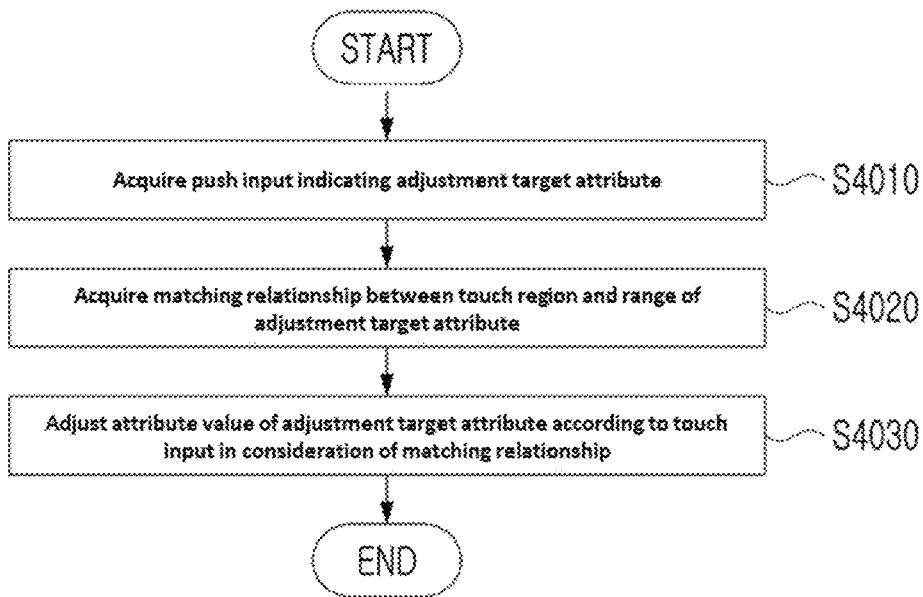 START
Acquire push input indicating adjustment target attribute
S4010
Acquire matching relationship between touch region and range of
adjustment target attribute
S4020
Adjust attribute value of adjustment target attribute according to touch
input in consideration of matching relationship
S4030
END